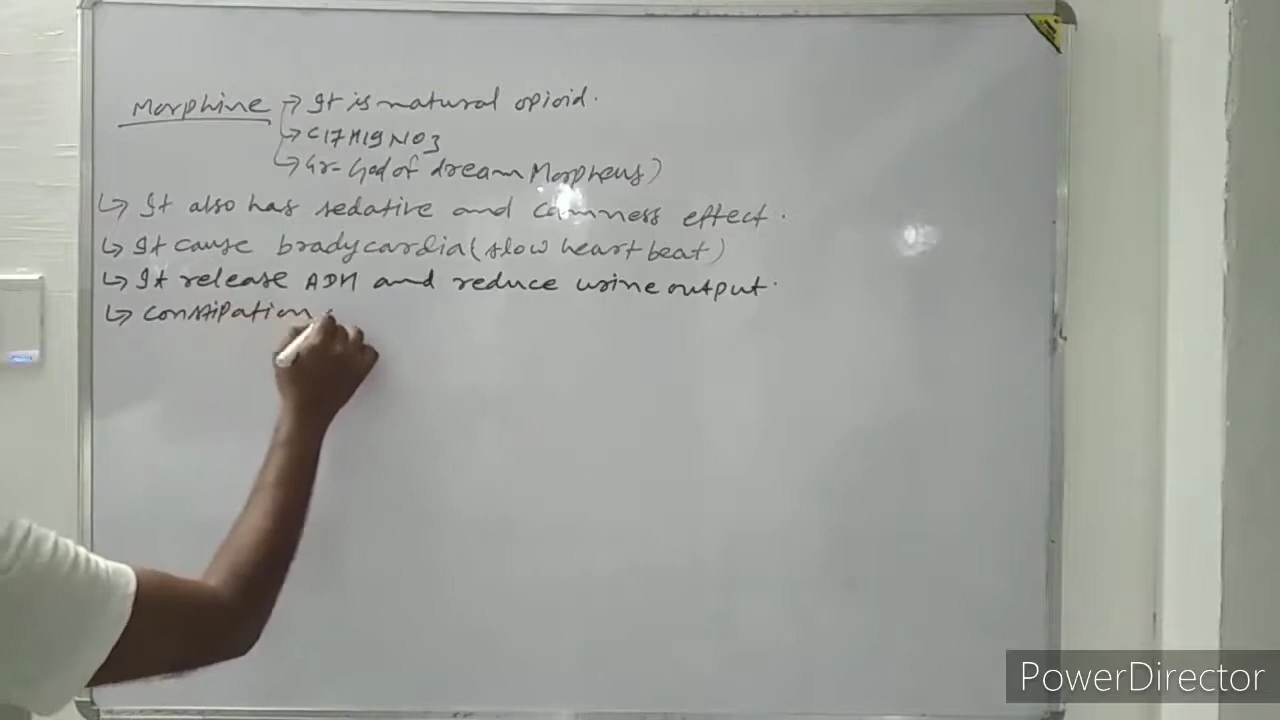 Morphine → It is natural opioid.
→ C17H19NO3
→ Gr- God of dream Morpheus)
↳ It also has sedative and camness effect.
↳ It cause bradycardia (slow heart beat)
↳ It release ADH and reduce urine output.
↳ constipation
PowerDirector